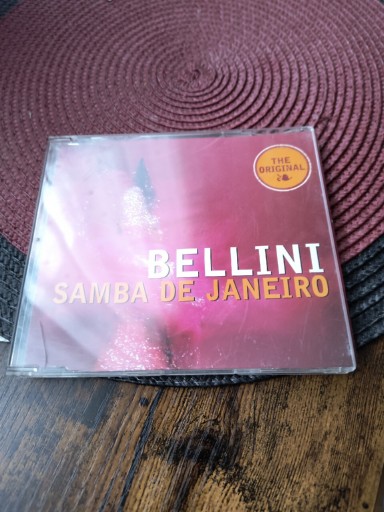 THE
ORIGINAL
BELLINI
SAMBA DE JANEIRO